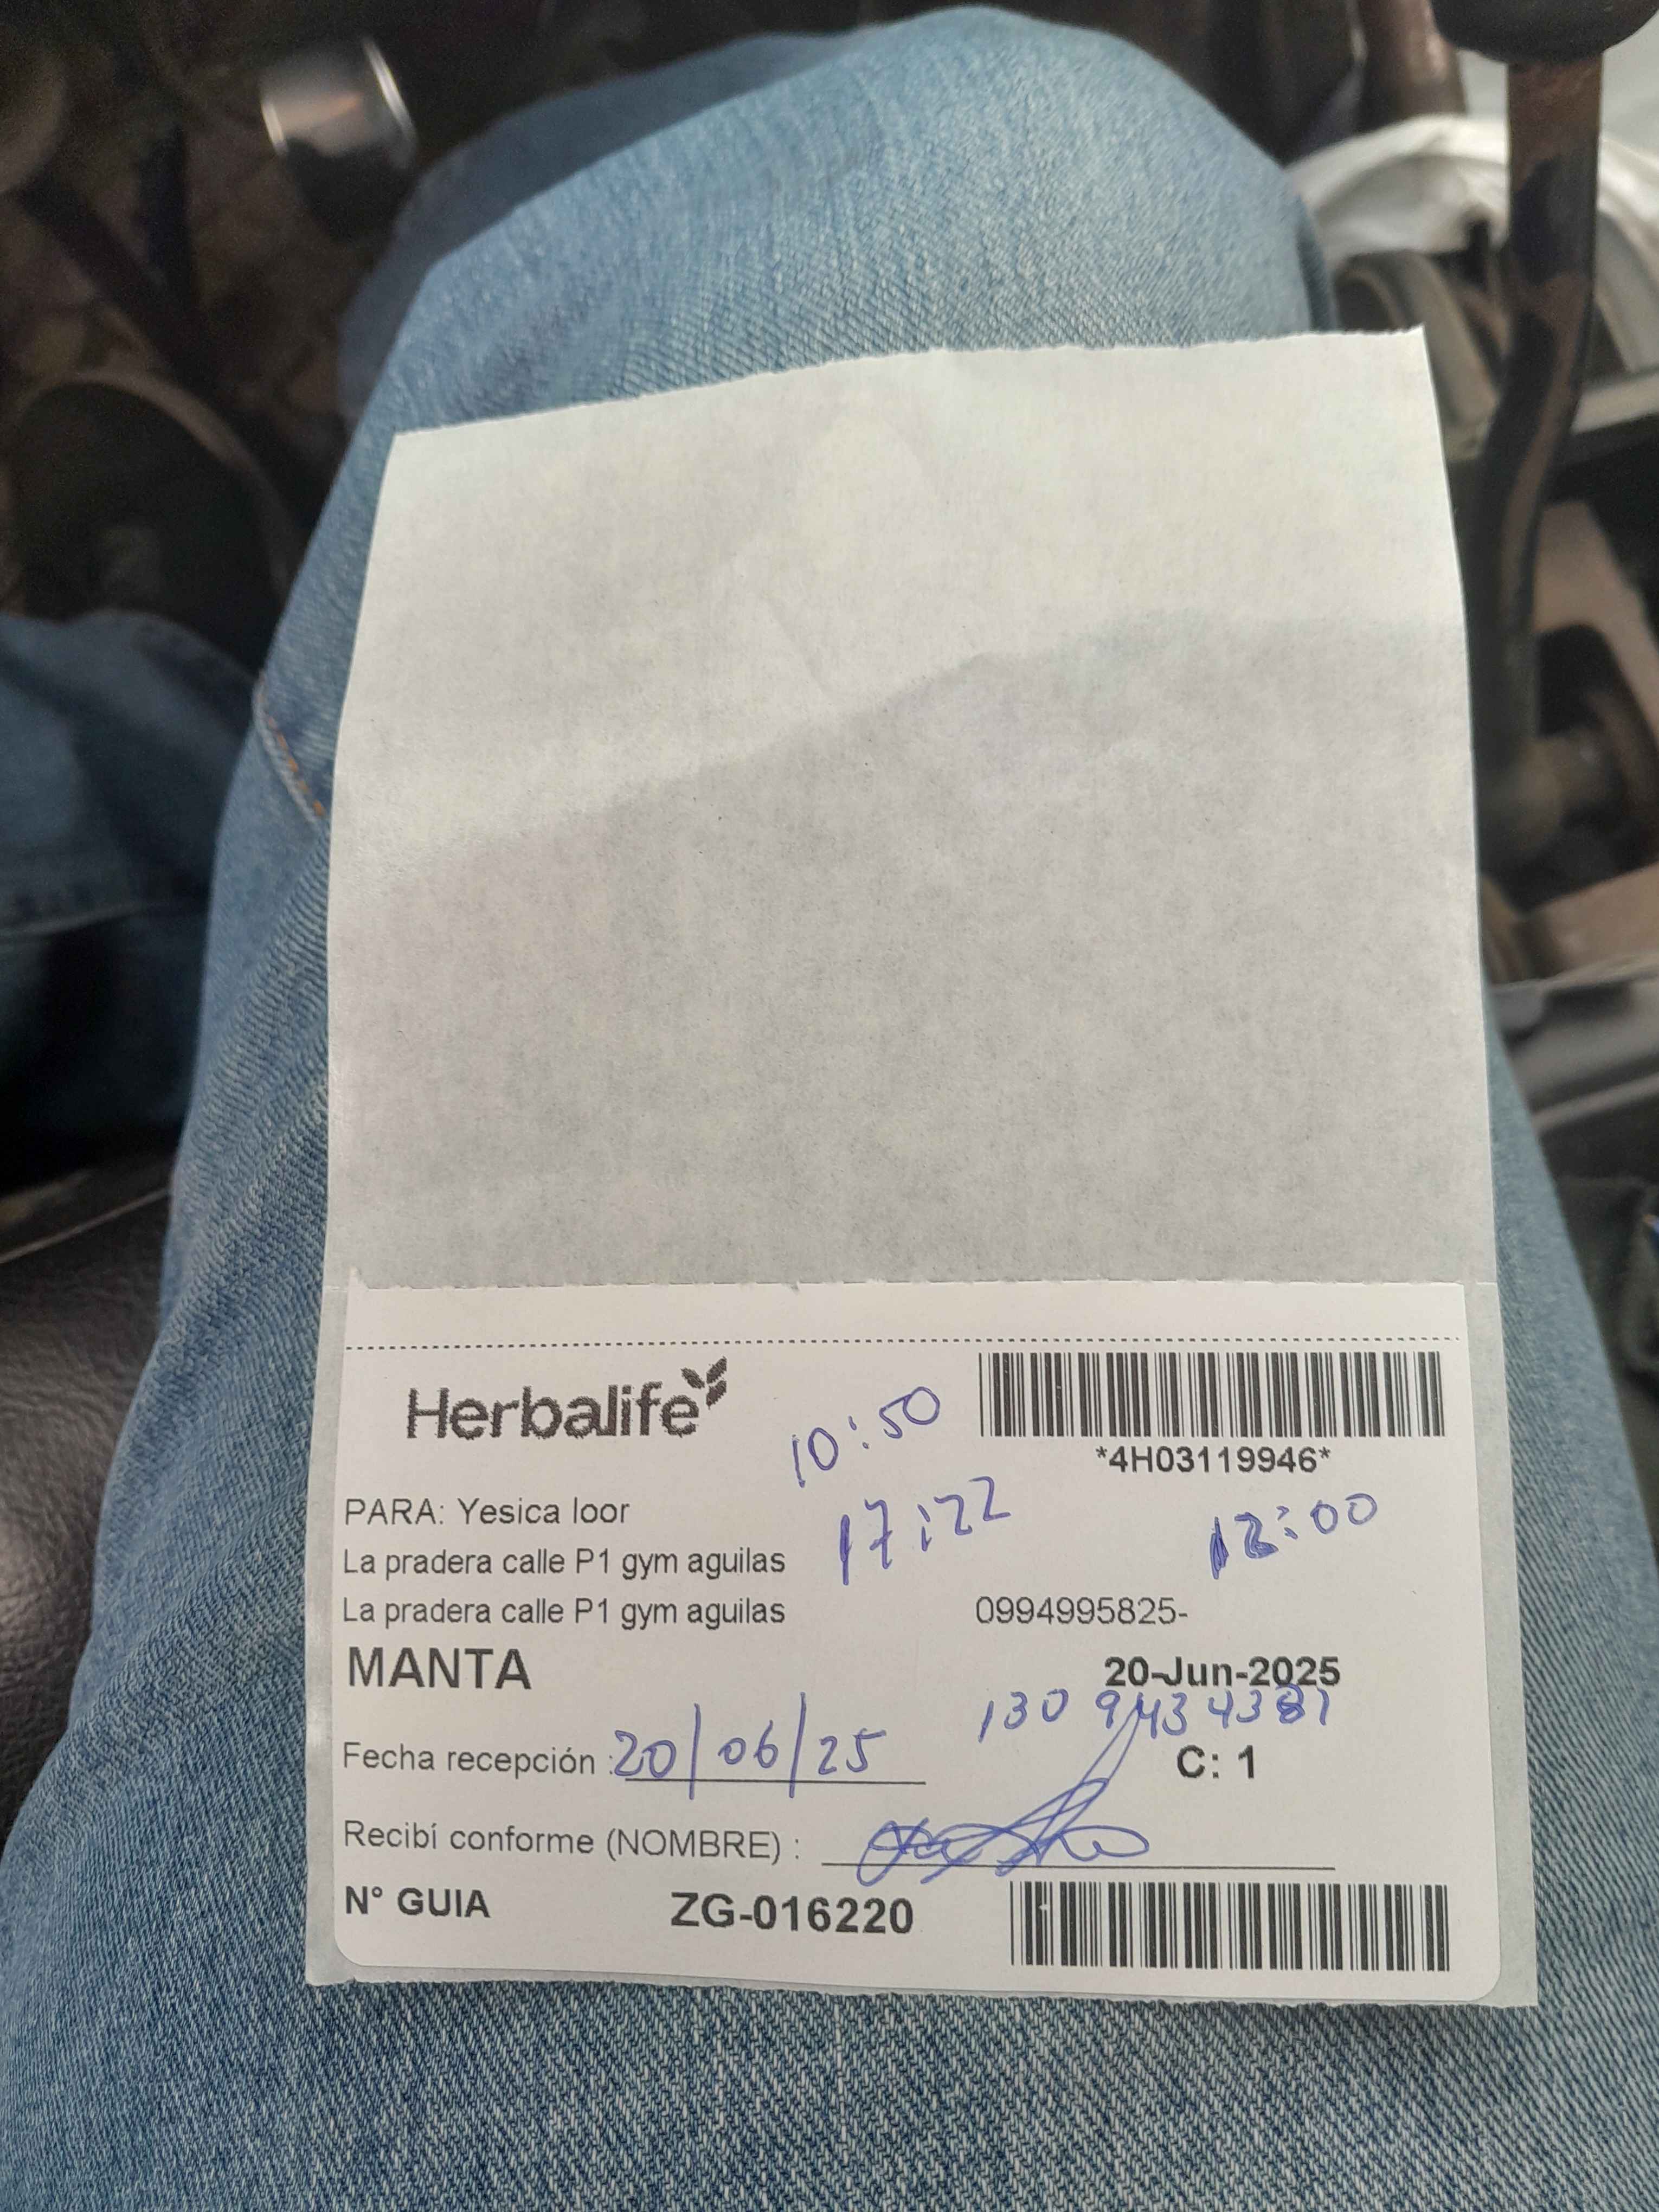 Herbalife
10:50
*4H03119946*
PARA: Yesica loor
17:22
12:00
La pradera calle P1 gym aguilas
La pradera calle P1 gym aguilas 0994995825-
MANTA 20-Jun-2025
Fecha recepción : 20/06/25
C: 1
Recibí conforme (NOMBRE) :
N° GUIA ZG-016220